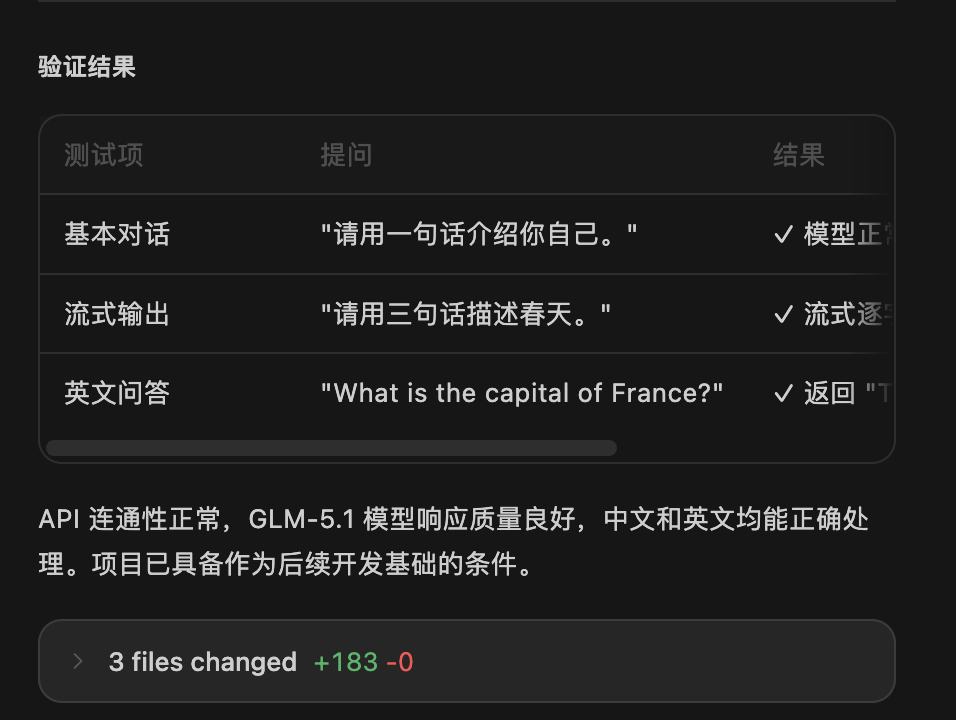 验证结果
测试项 提问 结果
基本对话 "请用一句话介绍你自己。" ✓ 模型正常
流式输出 "请用三句话描述春天。" ✓ 流式逐字
英文问答 "What is the capital of France?" ✓ 返回 "T
API 连通性正常，GLM-5.1 模型响应质量良好，中文和英文均能正确处
理。项目已具备作为后续开发基础的条件。
3 files changed +183 -0